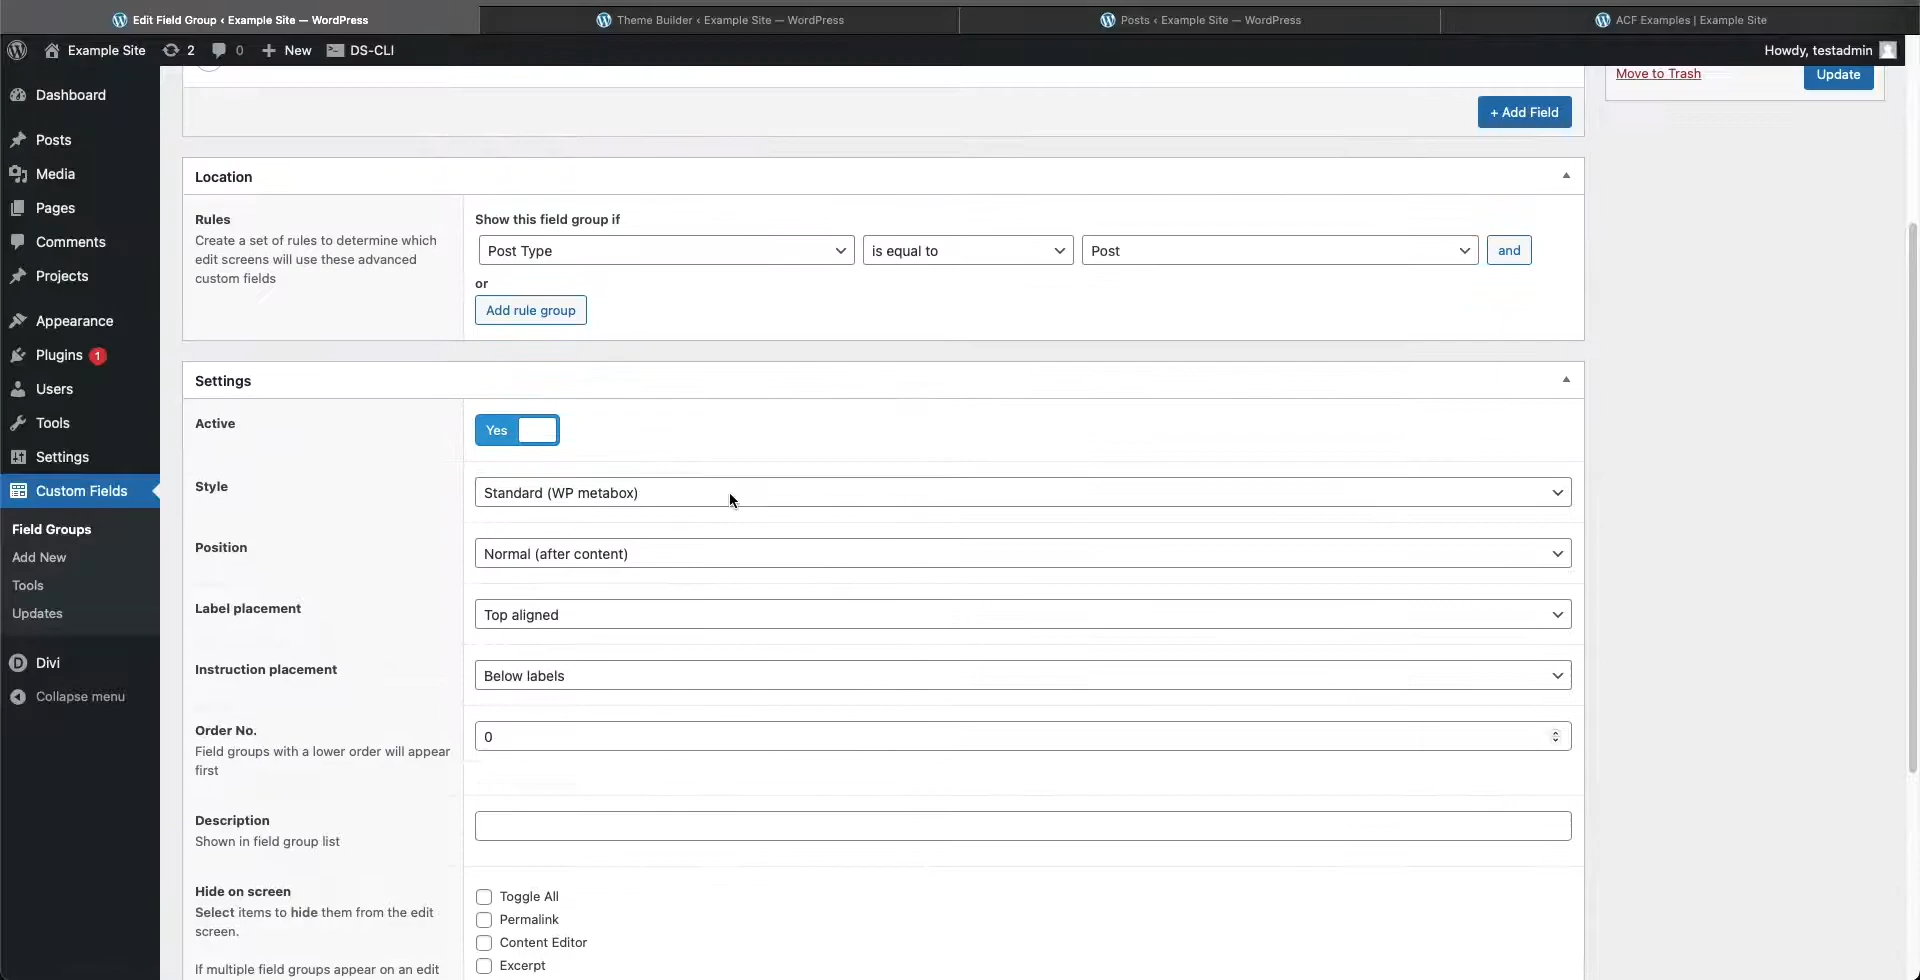 Edit Field Group ‹ Example Site — WordPress
Theme Builder ‹ Example Site — WordPress
Posts ‹ Example Site — WordPress
ACF Examples | Example Site
Example Site
2
0
New
DS-CLI
Howdy, testadmin
Dashboard
Posts
Media
Pages
Comments
Projects
Appearance
Plugins 1
Users
Tools
Settings
Custom Fields
Field Groups
Add New
Tools
Updates
Divi
Collapse menu
Move to Trash
Update
+ Add Field
Location
Rules
Create a set of rules to determine which
edit screens will use these advanced
custom fields
Show this field group if
Post Type
is equal to
Post
and
or
Add rule group
Settings
Active
Yes
Style
Standard (WP metabox)
Position
Normal (after content)
Label placement
Top aligned
Instruction placement
Below labels
Order No.
Field groups with a lower order will appear
first
0
Description
Shown in field group list
Hide on screen
Select items to hide them from the edit
screen.
If multiple field groups appear on an edit
Toggle All
Permalink
Content Editor
Excerpt